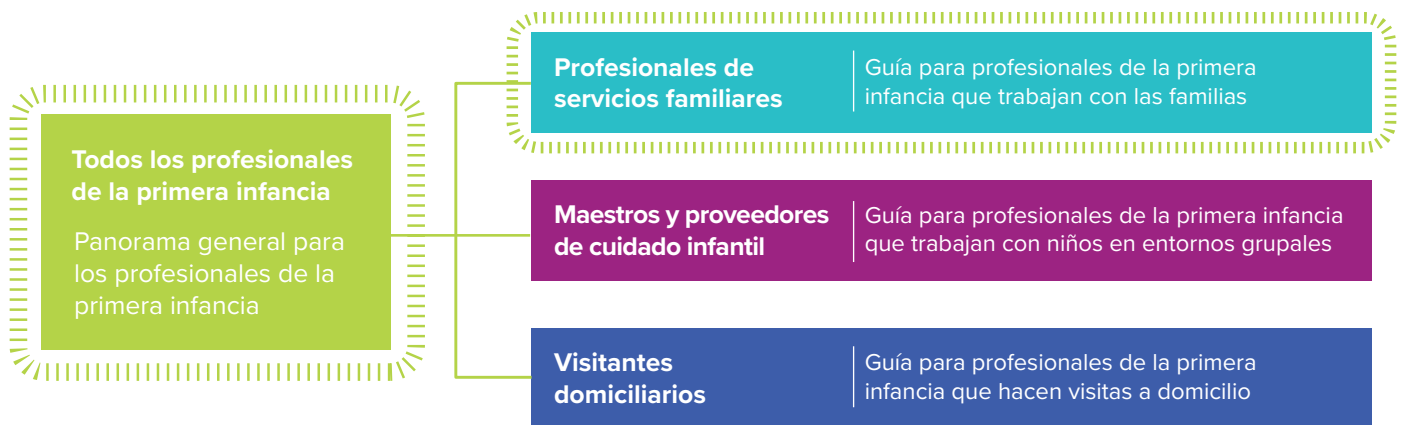 Todos los profesionales
de la primera infancia
Panorama general para
los profesionales de la
primera infancia
Profesionales de
servicios familiares
Guía para profesionales de la primera
infancia que trabajan con las familias
Maestros y proveedores
de cuidado infantil
Guía para profesionales de la primera infancia
que trabajan con niños en entornos grupales
Visitantes
domiciliarios
Guía para profesionales de la primera
infancia que hacen visitas a domicilio